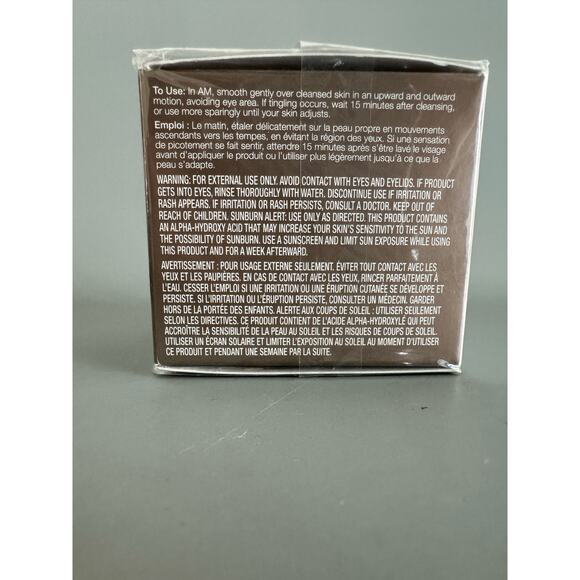 To Use: In AM, smooth gently over cleansed skin in an upward and outward
motion, avoiding eye area. If tingling occurs, wait 15 minutes after cleansing,
or use more sparingly until your skin adjusts.
Emploi : Le matin, étaler délicatement sur la peau propre en mouvements
ascendants vers les tempes, en évitant la région des yeux. Si une sensation
de picotement se fait sentir, attendre 15 minutes après s'être lavé le visage
avant d'appliquer le produit ou l'utiliser plus légèrement jusqu'à ce que la
peau s'adapte.
WARNING: FOR EXTERNAL USE ONLY. AVOID CONTACT WITH EYES AND EYELIDS. IF PRODUCT
GETS INTO EYES, RINSE THOROUGHLY WITH WATER. DISCONTINUE USE IF IRRITATION OR
RASH APPEARS. IF IRRITATION OR RASH PERSISTS, CONSULT A DOCTOR. KEEP OUT OF
REACH OF CHILDREN. SUNBURN ALERT: USE ONLY AS DIRECTED. THIS PRODUCT CONTAINS
AN ALPHA-HYDROXY ACID THAT MAY INCREASE YOUR SKIN'S SENSITIVITY TO THE SUN AND
THE POSSIBILITY OF SUNBURN. USE A SUNSCREEN AND LIMIT SUN EXPOSURE WHILE USING
THIS PRODUCT AND FOR A WEEK AFTERWARD.
AVERTISSEMENT : POUR USAGE EXTERNE SEULEMENT. ÉVITER TOUT CONTACT AVEC LES
YEUX ET LES PAUPIÈRES. EN CAS DE CONTACT AVEC LES YEUX, RINCER PARFAITEMENT À
L'EAU. CESSER L'EMPLOI SI UNE IRRITATION OU UNE ÉRUPTION CUTANÉE SE DÉVELOPPE ET
PERSISTE. SI L'IRRITATION OU L'ÉRUPTION PERSISTE, CONSULTER UN MÉDECIN. GARDER
HORS DE LA PORTÉE DES ENFANTS. ALERTE AUX COUPS DE SOLEIL : UTILISER SEULEMENT
SELON LES DIRECTIVES. CE PRODUIT CONTIENT DE L'ACIDE ALPHA-HYDROXYLÉ QUI PEUT
ACCROÎTRE LA SENSIBILITÉ DE LA PEAU AU SOLEIL ET LES RISQUES DE COUPS DE SOLEIL.
UTILISER UN ÉCRAN SOLAIRE ET LIMITER L'EXPOSITION AU SOLEIL AU MOMENT D'UTILISER
CE PRODUIT ET PENDANT UNE SEMAINE PAR LA SUITE.